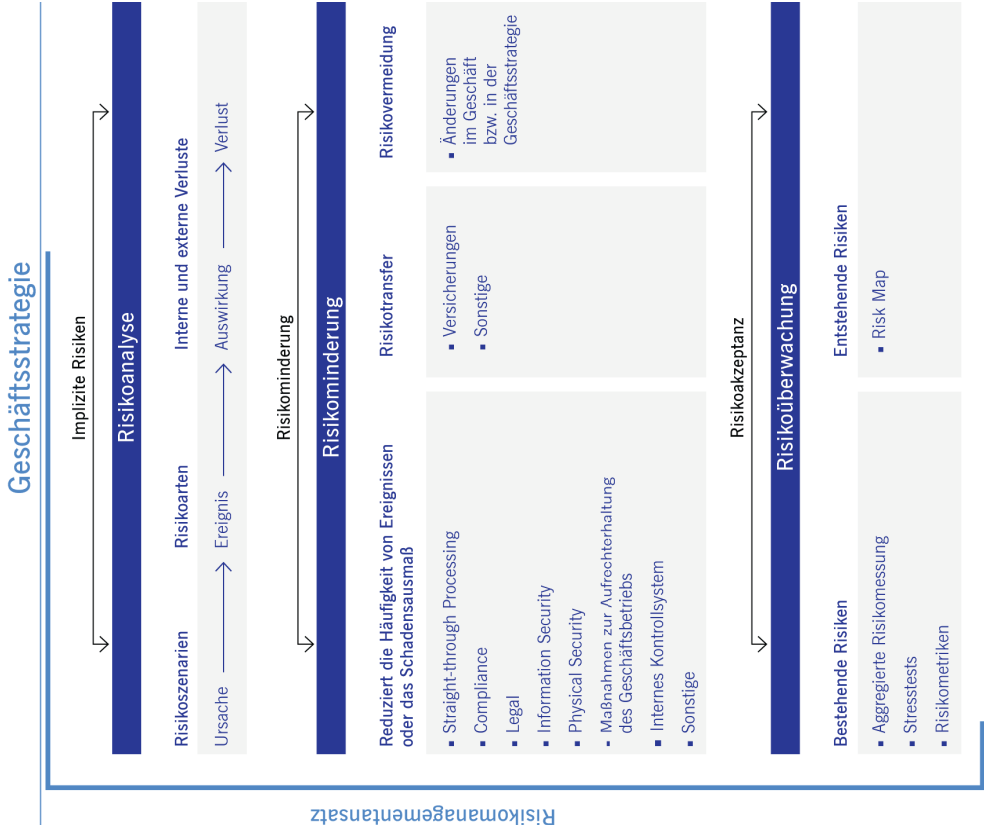 Geschäftsstrategie
Risikomanagementansatz
Implizite Risiken
Risikoanalyse
Risikoszenarien
Risikoarten
Interne und externe Verluste
Ursache
Ereignis
Auswirkung
Verlust
Risikominderung
Risikominderung
Reduziert die Häufigkeit von Ereignissen
oder das Schadensausmaß
▪ Straight-through Processing
▪ Compliance
▪ Legal
▪ Information Security
▪ Physical Security
▪ Maßnahmen zur Aufrechterhaltung
des Geschäftsbetriebs
▪ Internes Kontrollsystem
▪ Sonstige
Risikotransfer
▪ Versicherungen
▪ Sonstige
Risikovermeidung
▪ Änderungen
im Geschäft
bzw. in der
Geschäftsstrategie
Risikoakzeptanz
Risikoüberwachung
Bestehende Risiken
▪ Aggregierte Risikomessung
▪ Stresstests
▪ Risikometriken
Entstehende Risiken
▪ Risk Map